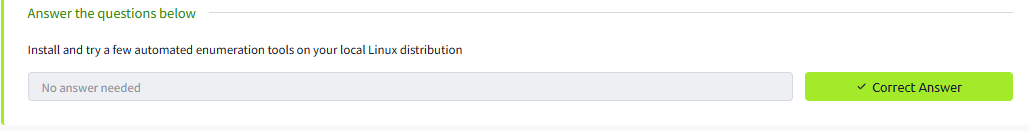 Answer the questions below
Install and try a few automated enumeration tools on your local Linux distribution
No answer needed
✓ Correct Answer